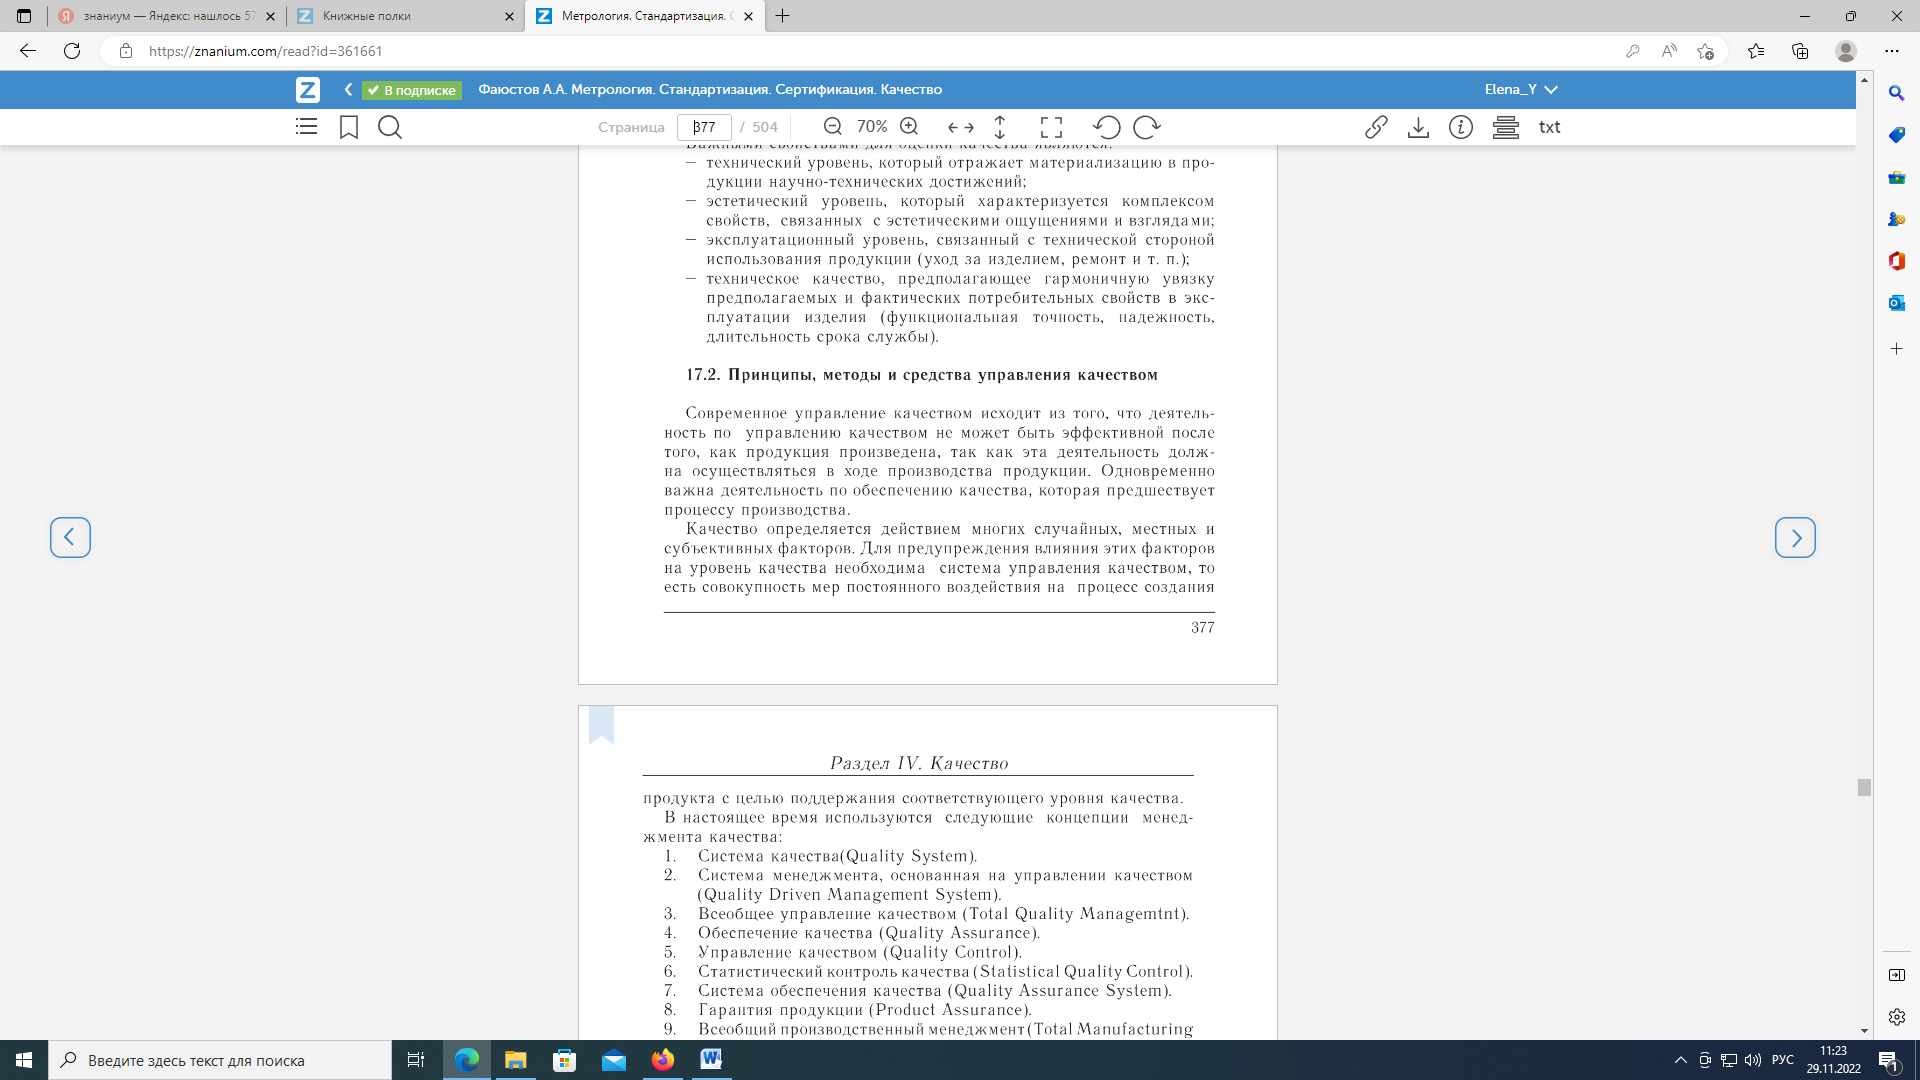 знаниум — Яндекс: нашлось 57
Книжные полки
Метрология. Стандартизация. С
https://znanium.com/read?id=361661
В подписке
Фаюстов А.А. Метрология. Стандартизация. Сертификация. Качество
Elena_Y
Страница 377 / 504
70%
txt
Важными свойствами для оценки качества являются:
— технический уровень, который отражает материализацию в про-
дукции научно-технических достижений;
— эстетический уровень, который характеризуется комплексом
свойств, связанных с эстетическими ощущениями и взглядами;
— эксплуатационный уровень, связанный с технической стороной
использования продукции (уход за изделием, ремонт и т. п.);
— техническое качество, предполагающее гармоничную увязку
предполагаемых и фактических потребительных свойств в экс-
плуатации изделия (функциональная точность, надежность,
длительность срока службы).
17.2. Принципы, методы и средства управления качеством
Современное управление качеством исходит из того, что деятель-
ность по управлению качеством не может быть эффективной после
того, как продукция произведена, так как эта деятельность долж-
на осуществляться в ходе производства продукции. Одновременно
важна деятельность по обеспечению качества, которая предшествует
процессу производства.
Качество определяется действием многих случайных, местных и
субъективных факторов. Для предупреждения влияния этих факторов
на уровень качества необходима система управления качеством, то
есть совокупность мер постоянного воздействия на процесс создания
377
Раздел IV. Качество
продукта с целью поддержания соответствующего уровня качества.
В настоящее время используются следующие концепции менед-
жмента качества:
1. Система качества(Quality System).
2. Система менеджмента, основанная на управлении качеством
(Quality Driven Management System).
3. Всеобщее управление качеством (Total Quality Managemtnt).
4. Обеспечение качества (Quality Assurance).
5. Управление качеством (Quality Control).
6. Статистический контроль качества (Statistical Quality Control).
7. Система обеспечения качества (Quality Assurance System).
8. Гарантия продукции (Product Assurance).
9. Всеобщий производственный менеджмент (Total Manufacturing
Введите здесь текст для поиска
РУС
11:23
29.11.2022
1